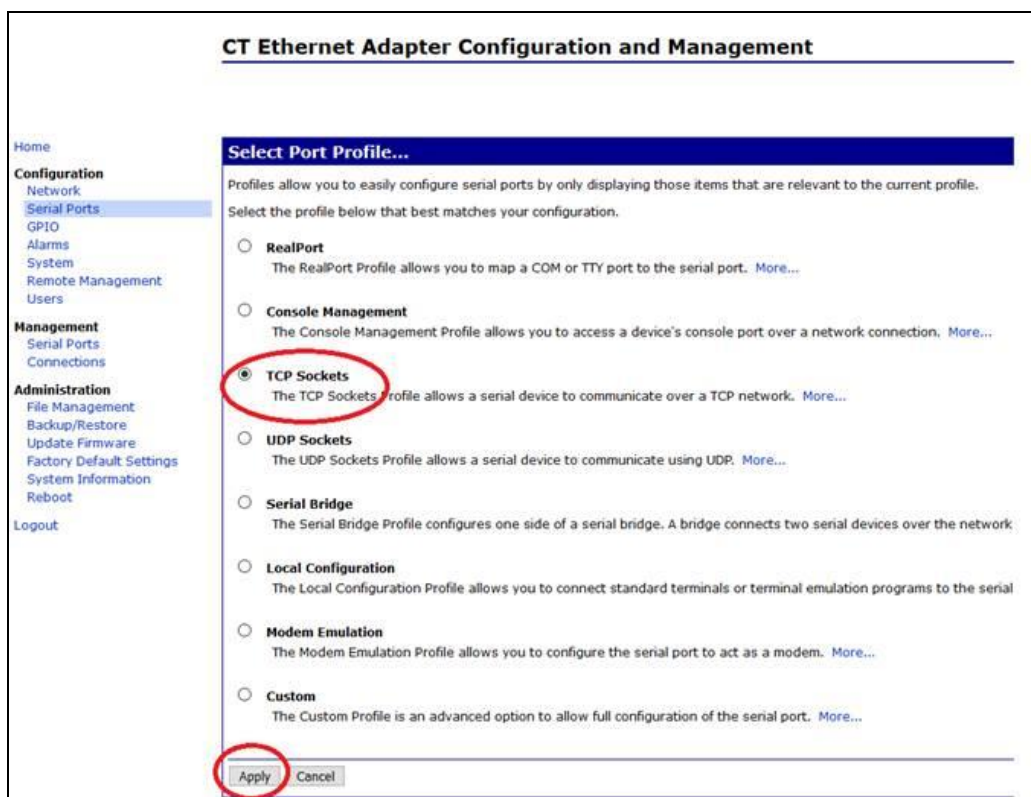 CT Ethernet Adapter Configuration and Management
Home
Configuration
Network
Serial Ports
GPIO
Alarms
System
Remote Management
Users
Management
Serial Ports
Connections
Administration
File Management
Backup/Restore
Update Firmware
Factory Default Settings
System Information
Reboot
Logout
Select Port Profile...
Profiles allow you to easily configure serial ports by only displaying those items that are relevant to the current profile.
Select the profile below that best matches your configuration.
RealPort
The RealPort Profile allows you to map a COM or TTY port to the serial port. More...
Console Management
The Console Management Profile allows you to access a device's console port over a network connection. More...
TCP Sockets
The TCP Sockets Profile allows a serial device to communicate over a TCP network. More...
UDP Sockets
The UDP Sockets Profile allows a serial device to communicate using UDP. More...
Serial Bridge
The Serial Bridge Profile configures one side of a serial bridge. A bridge connects two serial devices over the network
Local Configuration
The Local Configuration Profile allows you to connect standard terminals or terminal emulation programs to the serial
Modem Emulation
The Modem Emulation Profile allows you to configure the serial port to act as a modem. More...
Custom
The Custom Profile is an advanced option to allow full configuration of the serial port. More...
Apply Cancel